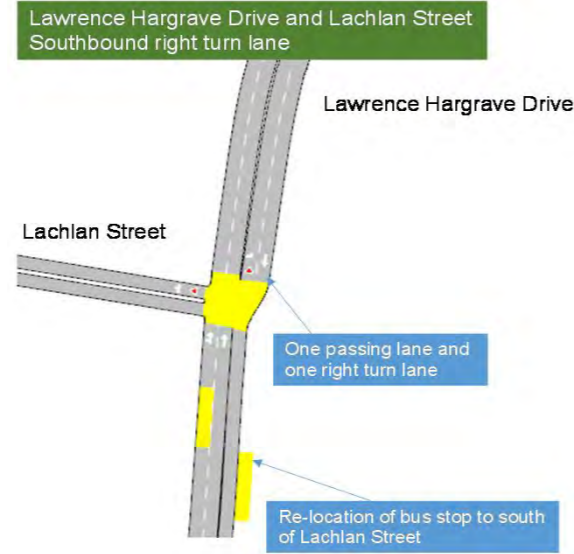 Lawrence Hargrave Drive and Lachlan Street
Southbound right turn lane
Lawrence Hargrave Drive
Lachlan Street
One passing lane and
one right turn lane
Re-location of bus stop to south
of Lachlan Street